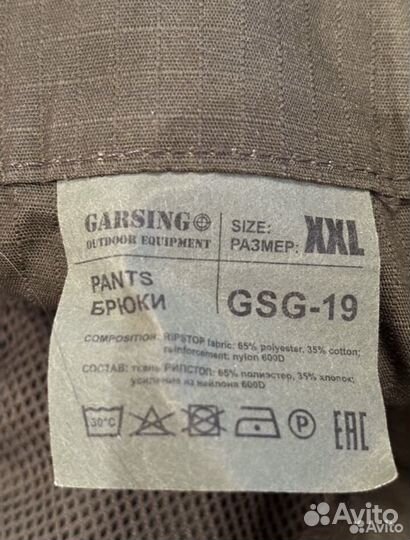 GARSING
OUTDOOR EQUIPMENT
SIZE:
РАЗМЕР: XXL
PANTS
БРЮКИ
GSG-19
COMPOSITION: RIPSTOP fabric: 65% polyester, 35% cotton;
reinforcement: nylon 600D
СОСТАВ: ткань РИПСТОП: 65% полиэстер, 35% хлопок;
усиление из нейлона 600D
30°C
P
EAC
Avito
Avito